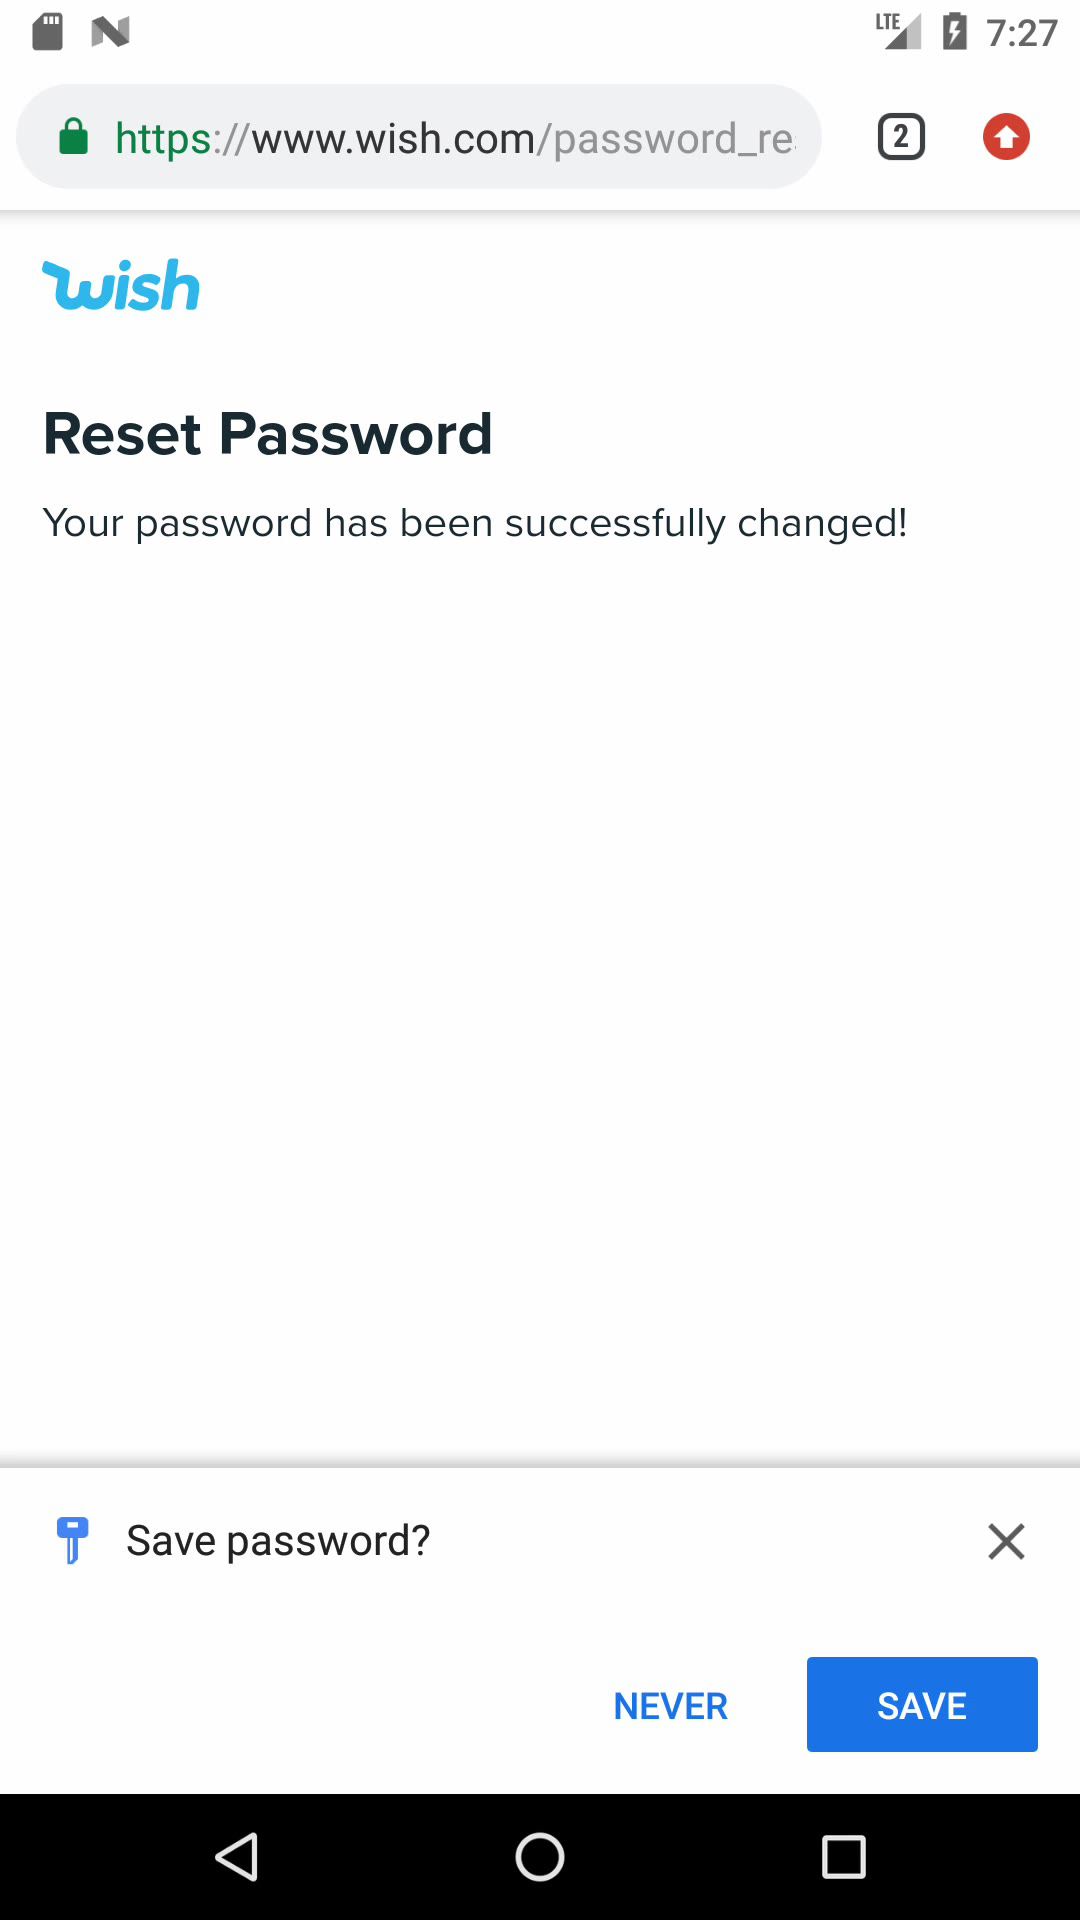 LTE 7:27
https://www.wish.com/password_re
2
wish
Reset Password
Your password has been successfully changed!
Save password?
NEVER SAVE